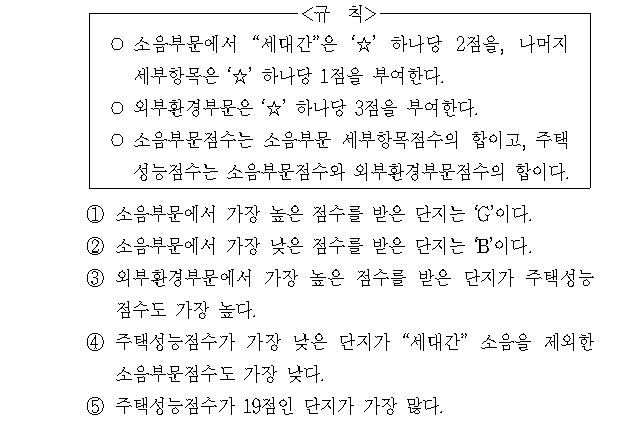 <규 칙>
○ 소음부문에서 “세대간”은 ‘☆’ 하나당 2점을, 나머지
세부항목은 ‘☆’ 하나당 1점을 부여한다.
○ 외부환경부문은 ‘☆’ 하나당 3점을 부여한다.
○ 소음부문점수는 소음부문 세부항목점수의 합이고, 주택
성능점수는 소음부문점수와 외부환경부문점수의 합이다.
① 소음부문에서 가장 높은 점수를 받은 단지는 ‘G’이다.
② 소음부문에서 가장 낮은 점수를 받은 단지는 ‘B’이다.
③ 외부환경부문에서 가장 높은 점수를 받은 단지가 주택성능
점수도 가장 높다.
④ 주택성능점수가 가장 낮은 단지가 “세대간” 소음을 제외한
소음부문점수도 가장 낮다.
⑤ 주택성능점수가 19점인 단지가 가장 많다.